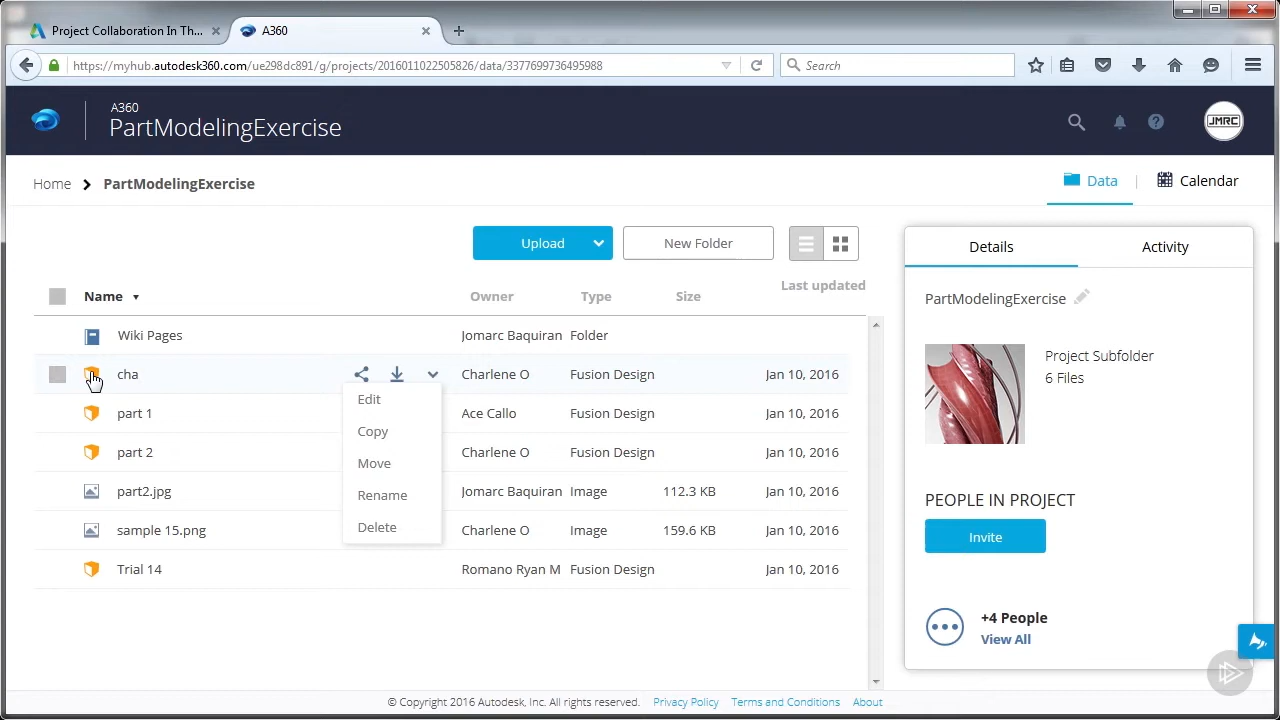 Project Collaboration In Th...
A360
https://myhub.autodesk360.com/ue298dc891/g/projects/2016011022505826/data/3377699736495988
Search
A360
PartModelingExercise
JMRC
Home
PartModelingExercise
Data
Calendar
Upload
New Folder
Name
Owner
Type
Size
Last updated
Wiki Pages Jomarc Baquiran Folder
cha Charlene O Fusion Design Jan 10, 2016
part 1 Ace Callo Fusion Design Jan 10, 2016
part 2 Charlene O Fusion Design Jan 10, 2016
part2.jpg Jomarc Baquiran Image 112.3 KB Jan 10, 2016
sample 15.png Charlene O Image 159.6 KB Jan 10, 2016
Trial 14 Romano Ryan M Fusion Design Jan 10, 2016
Edit
Copy
Move
Rename
Delete
Details
Activity
PartModelingExercise
Project Subfolder
6 Files
PEOPLE IN PROJECT
Invite
+4 People
View All
© Copyright 2016 Autodesk, Inc. All rights reserved. Privacy Policy Terms and Conditions About